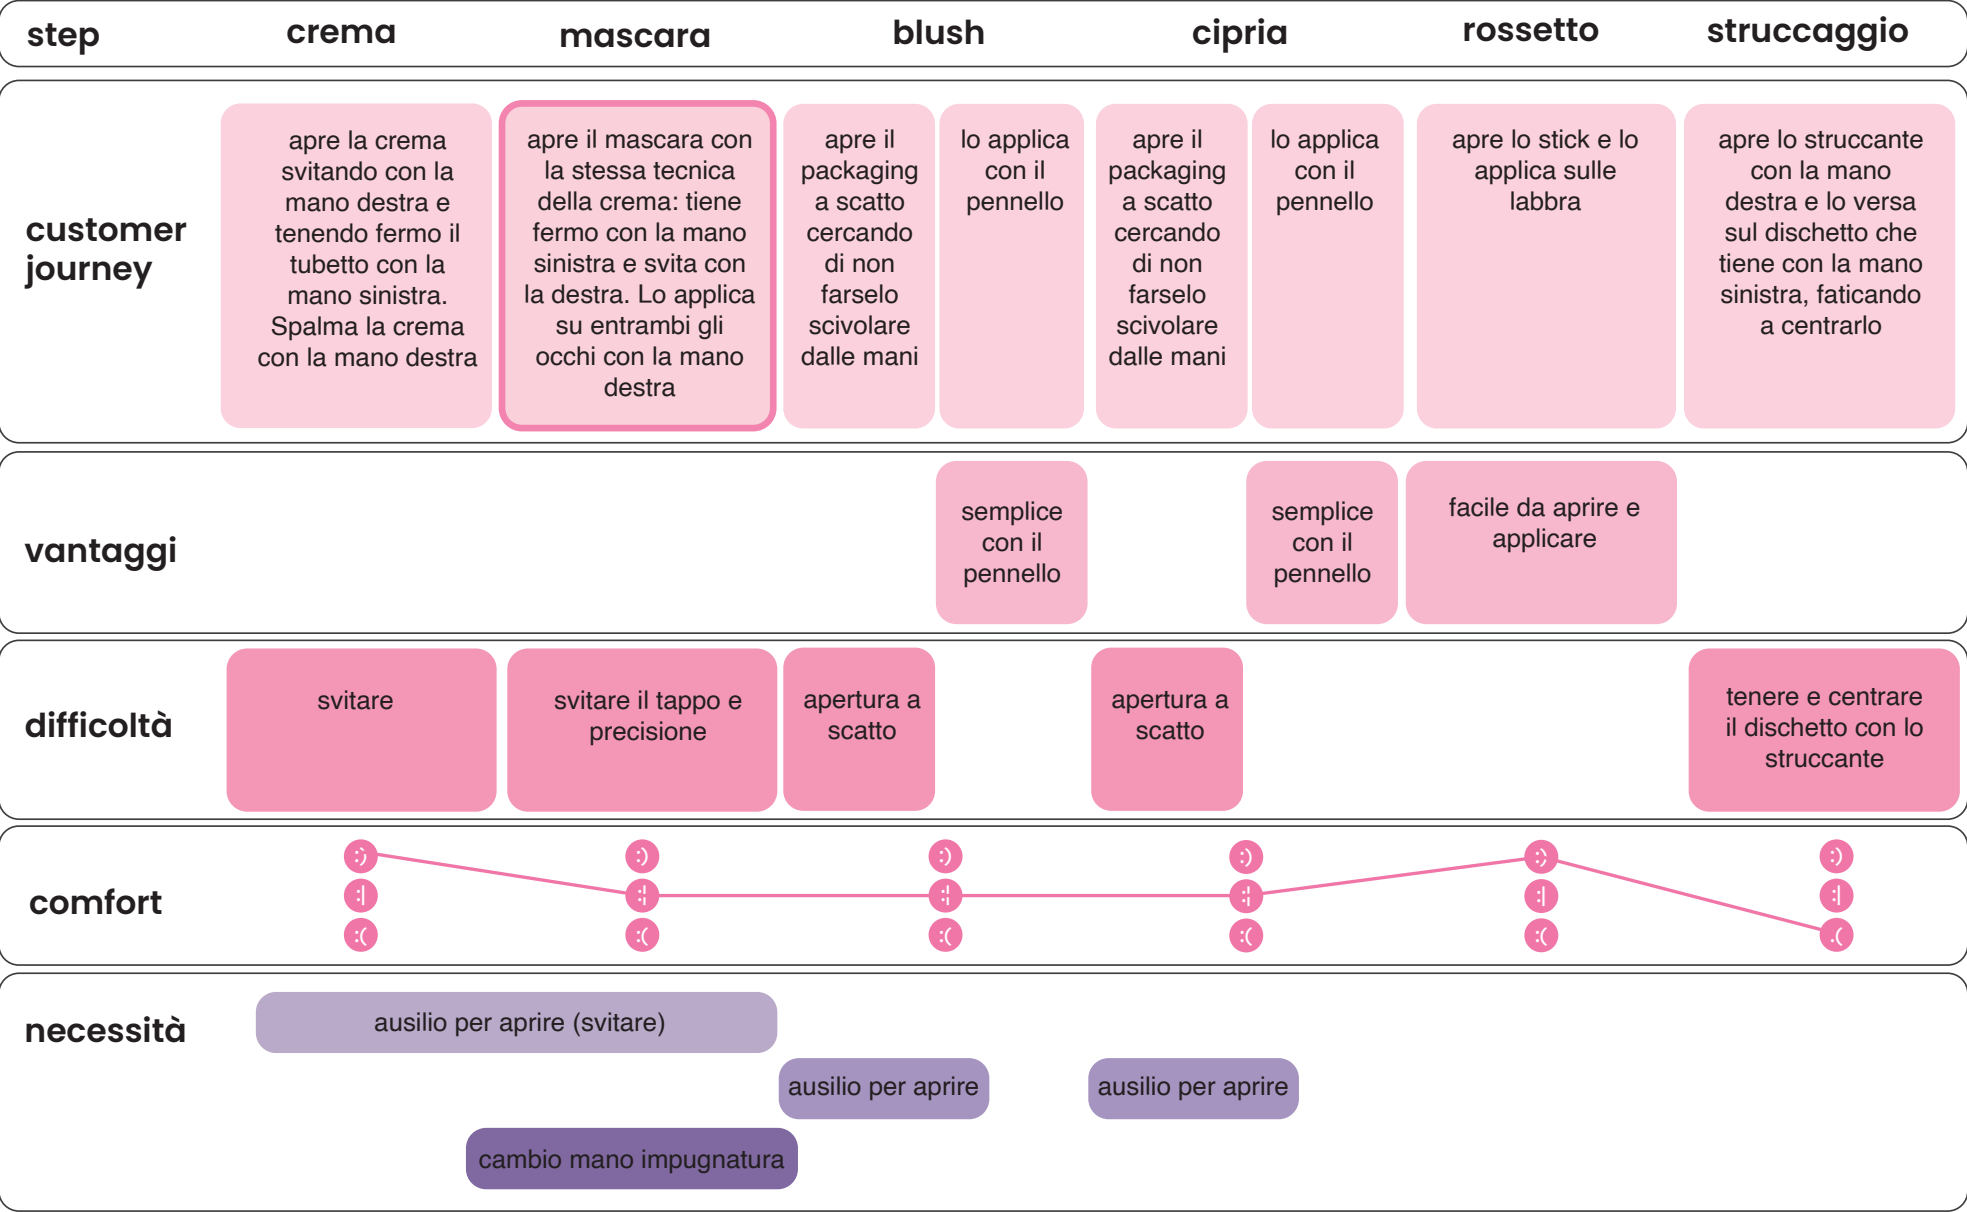 step
crema
mascara
blush
cipria
rossetto
struccaggio
customer
journey
apre la crema
svitando con la
mano destra e
tenendo fermo il
tubetto con la
mano sinistra.
Spalma la crema
con la mano destra
apre il mascara con
la stessa tecnica
della crema: tiene
fermo con la mano
sinistra e svita con
la destra. Lo applica
su entrambi gli
occhi con la mano
destra
apre il
packaging
a scatto
cercando
di non
farselo
scivolare
dalle mani
lo applica
con il
pennello
apre il
packaging
a scatto
cercando
di non
farselo
scivolare
dalle mani
lo applica
con il
pennello
apre lo stick e lo
applica sulle
labbra
apre lo struccante
con la mano
destra e lo versa
sul dischetto che
tiene con la mano
sinistra, faticando
a centrarlo
vantaggi
semplice
con il
pennello
semplice
con il
pennello
facile da aprire e
applicare
difficoltà
svitare
svitare il tappo e
precisione
apertura a
scatto
apertura a
scatto
tenere e centrare
il dischetto con lo
struccante
comfort
:) :) :) :) :) :)
:| :| :| :| :| :|
:( :( :( :( :( :(
necessità
ausilio per aprire (svitare)
ausilio per aprire
ausilio per aprire
cambio mano impugnatura